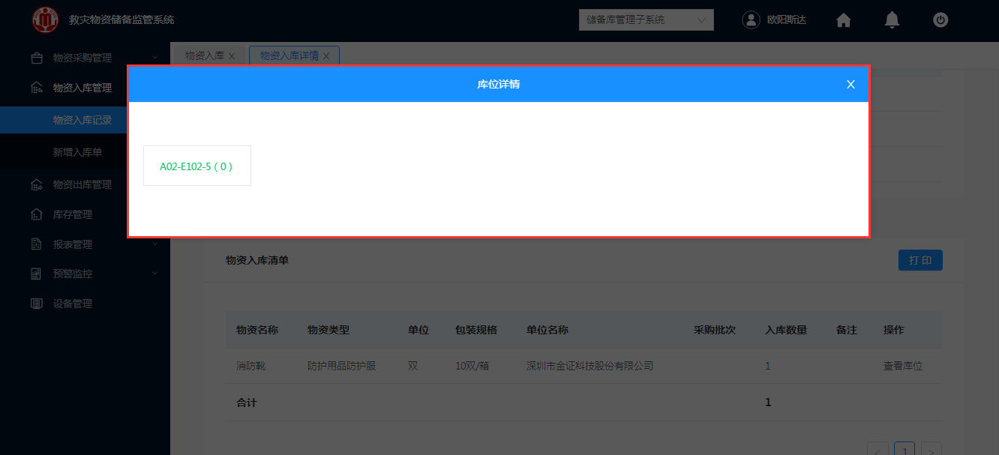 救灾物资储备监管系统
储备库管理子系统
欧阳斯达
物资采购管理
物资入库管理
物资入库记录
新增入库单
物资出库管理
库存管理
报表管理
预警监控
设备管理
物资入库 X
物资入库详情 X
库位详情
A02-E102-5 ( 0 )
物资入库清单
打 印
物资名称 物资类型 单位 包装规格 单位名称 采购批次 入库数量 备注 操作
消防靴 防护用品防护服 双 10双/箱 深圳市金证科技股份有限公司 1 查看库位
合计 1
< 1 >